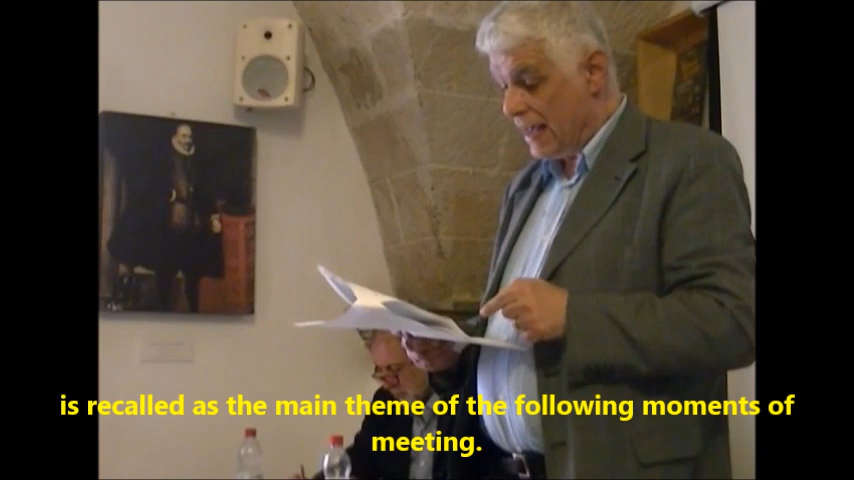 is recalled as the main theme of the following moments of
meeting.